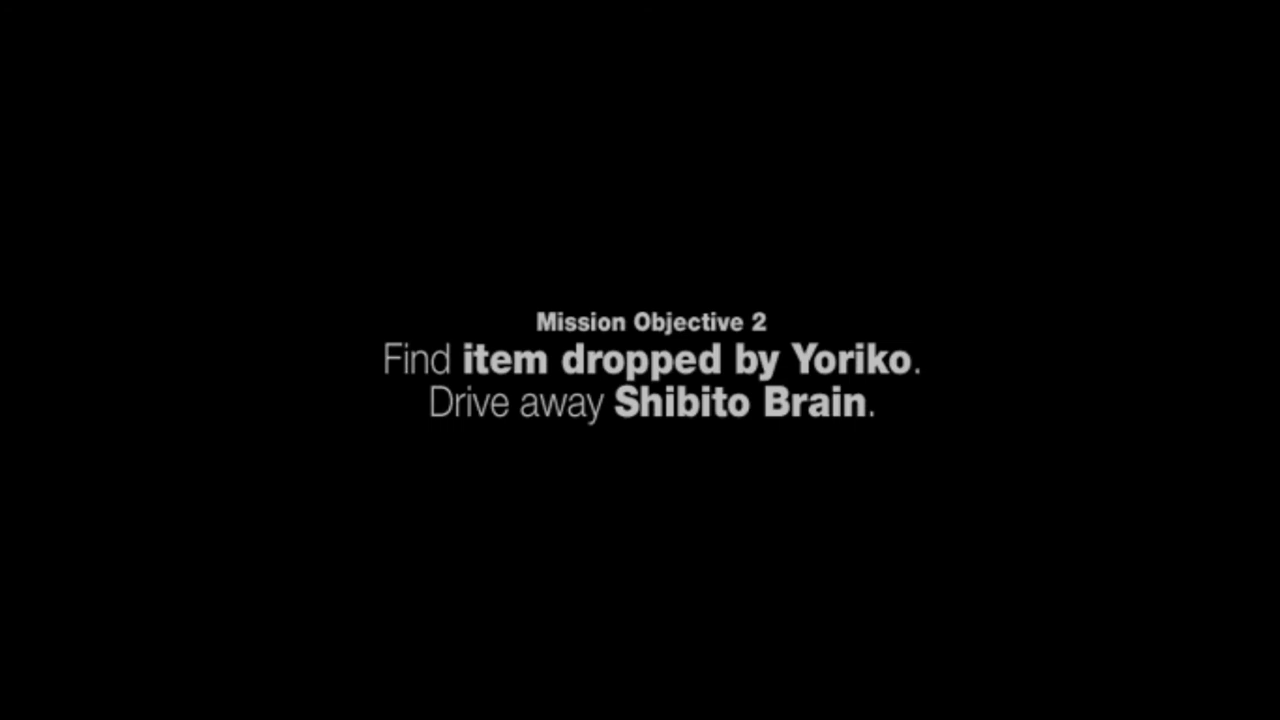 Mission Objective 2
Find item dropped by Yoriko.
Drive away Shibito Brain.